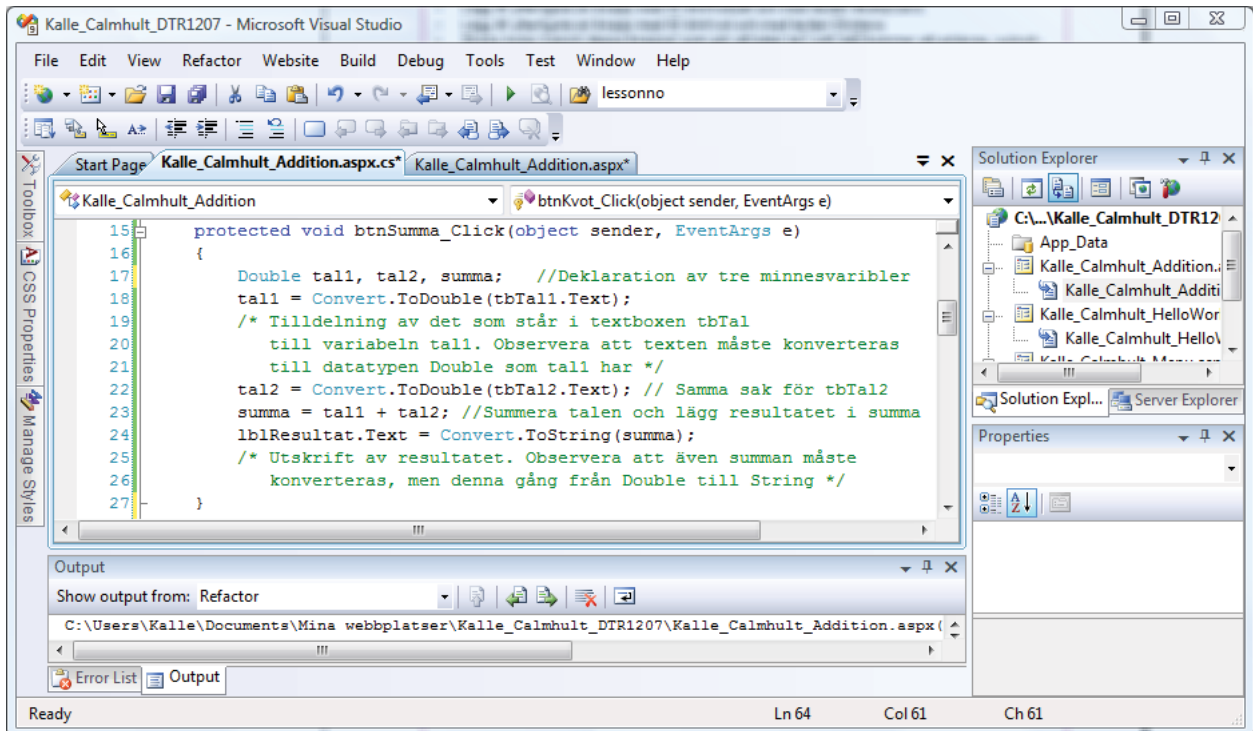 Kalle_Calmhult_DTR1207 - Microsoft Visual Studio
File Edit View Refactor Website Build Debug Tools Test Window Help
lessonno
Start Page Kalle_Calmhult_Addition.aspx.cs* Kalle_Calmhult_Addition.aspx*
Kalle_Calmhult_Addition btnKvot_Click(object sender, EventArgs e)
15 protected void btnSumma_Click(object sender, EventArgs e)
16 {
17 Double tal1, tal2, summa; //Deklaration av tre minnesvaribler
18 tal1 = Convert.ToDouble(tbTal1.Text);
19 /* Tilldelning av det som står i textboxen tbTal
20 till variabeln tal1. Observera att texten måste konverteras
21 till datatypen Double som tal1 har */
22 tal2 = Convert.ToDouble(tbTal2.Text); // Samma sak för tbTal2
23 summa = tal1 + tal2; //Summera talen och lägg resultatet i summa
24 lblResultat.Text = Convert.ToString(summa);
25 /* Utskrift av resultatet. Observera att även summan måste
26 konverteras, men denna gång från Double till String */
27 }
Toolbox
CSS Properties
Manage Styles
Solution Explorer
C:\...\Kalle_Calmhult_DTR12
App_Data
Kalle_Calmhult_Addition.
Kalle_Calmhult_Additi
Kalle_Calmhult_HelloWor
Kalle_Calmhult_Hello
Solution Expl... Server Explorer
Properties
Output
Show output from: Refactor
C:\Users\Kalle\Documents\Mina webbplatser\Kalle_Calmhult_DTR1207\Kalle_Calmhult_Addition.aspx(
Error List Output
Ready Ln 64 Col 61 Ch 61